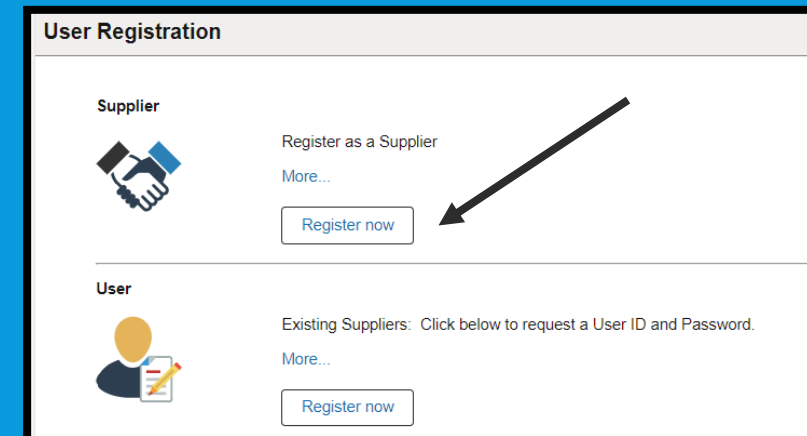 User Registration
Supplier
Register as a Supplier
More...
Register now
User
Existing Suppliers:  Click below to request a User ID and Password.
More...
Register now